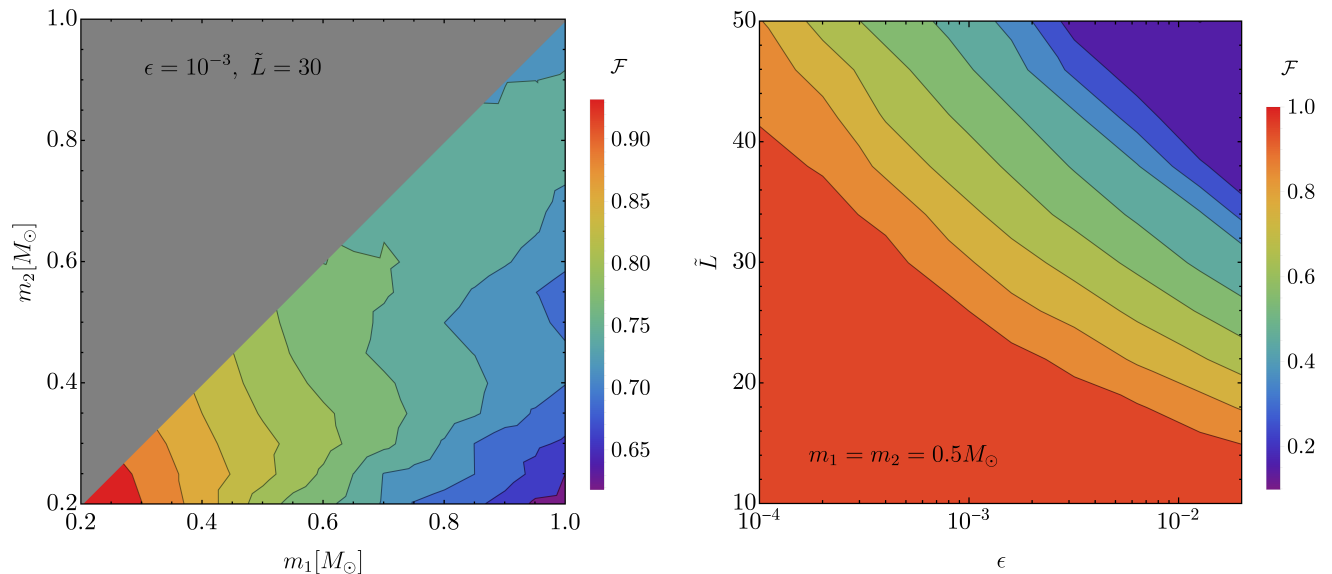 ϵ = 10⁻³, L̃ = 30
m₂[M⊙]
1.0
0.8
0.6
0.4
0.2
0.2 0.4 0.6 0.8 1.0
m₁[M⊙]
ℱ
0.90
0.85
0.80
0.75
0.70
0.65
L̃
50
40
30
20
10
m₁ = m₂ = 0.5M⊙
10⁻⁴ 10⁻³ 10⁻²
ϵ
ℱ
1.0
0.8
0.6
0.4
0.2